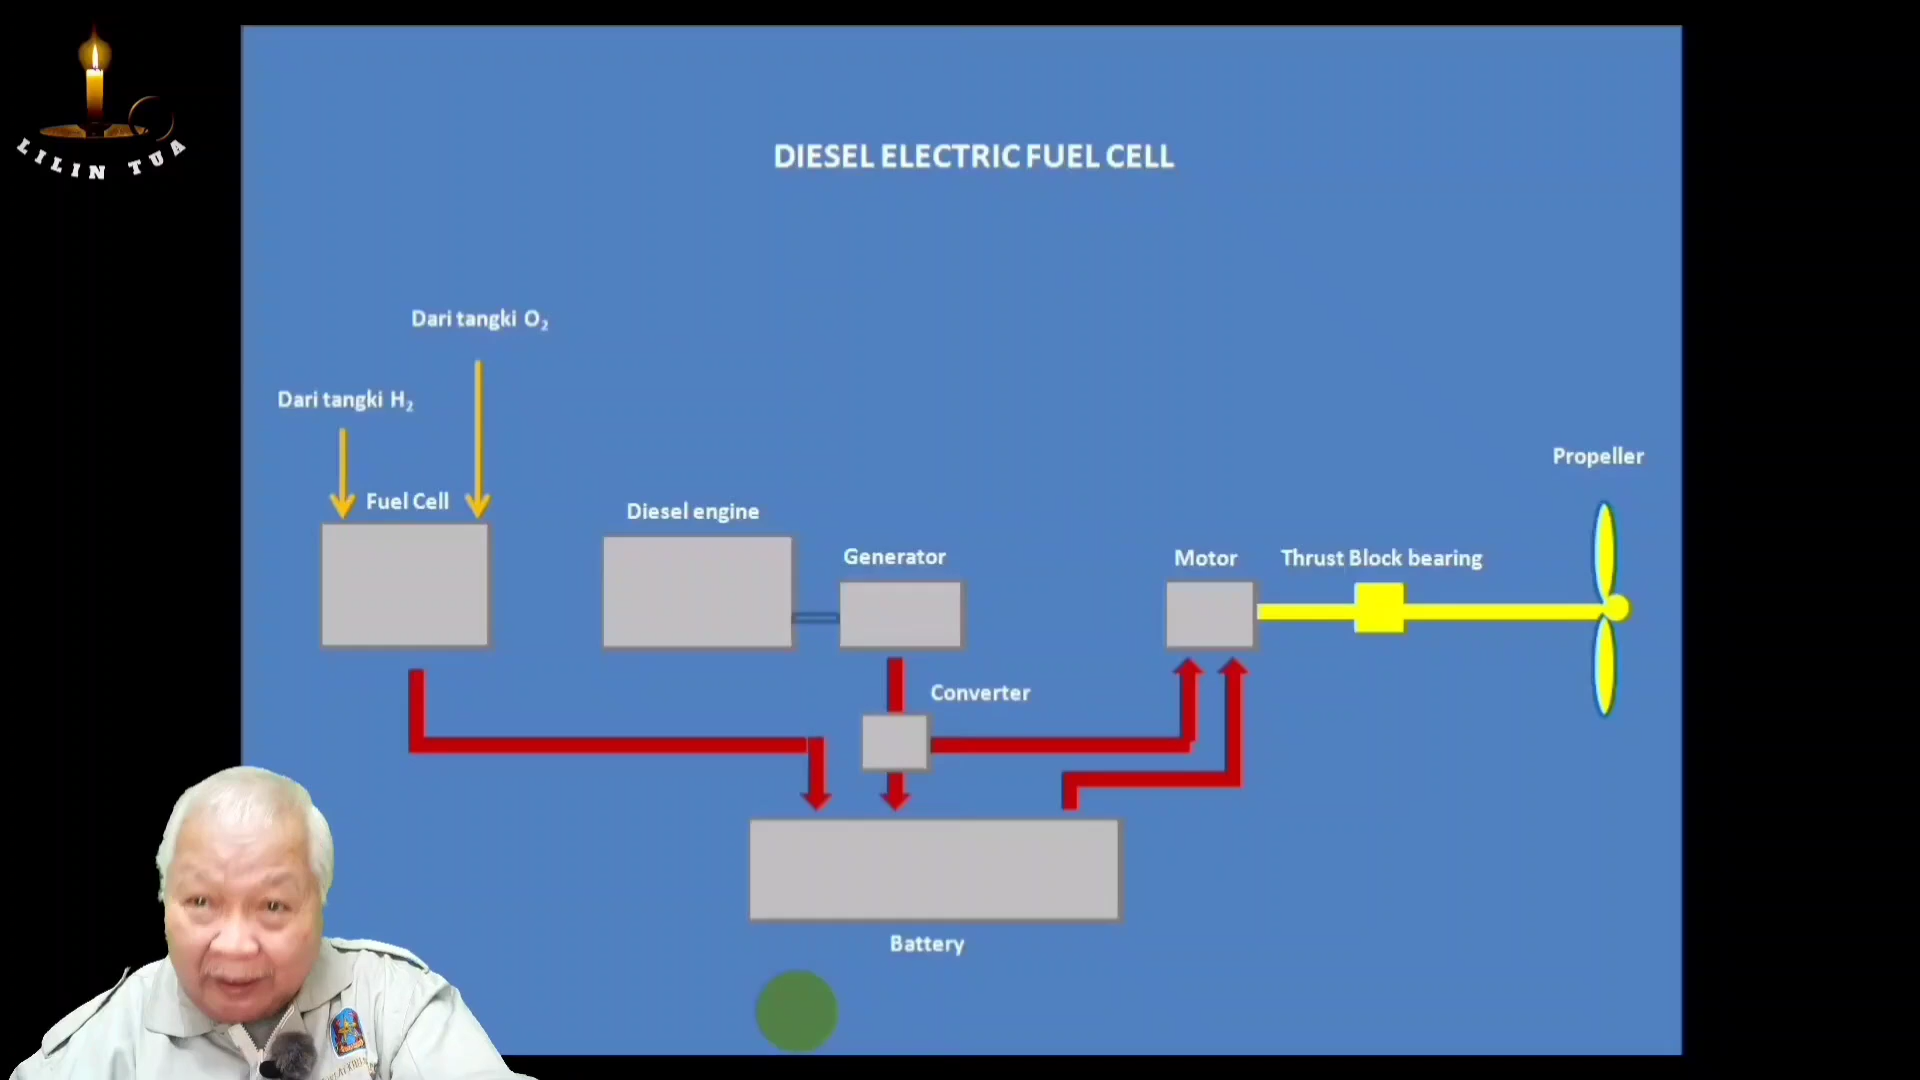 LILIN TUA
DIESEL ELECTRIC FUEL CELL
Dari tangki O₂
Dari tangki H₂
Fuel Cell
Diesel engine
Generator
Converter
Motor
Thrust Block bearing
Propeller
Battery